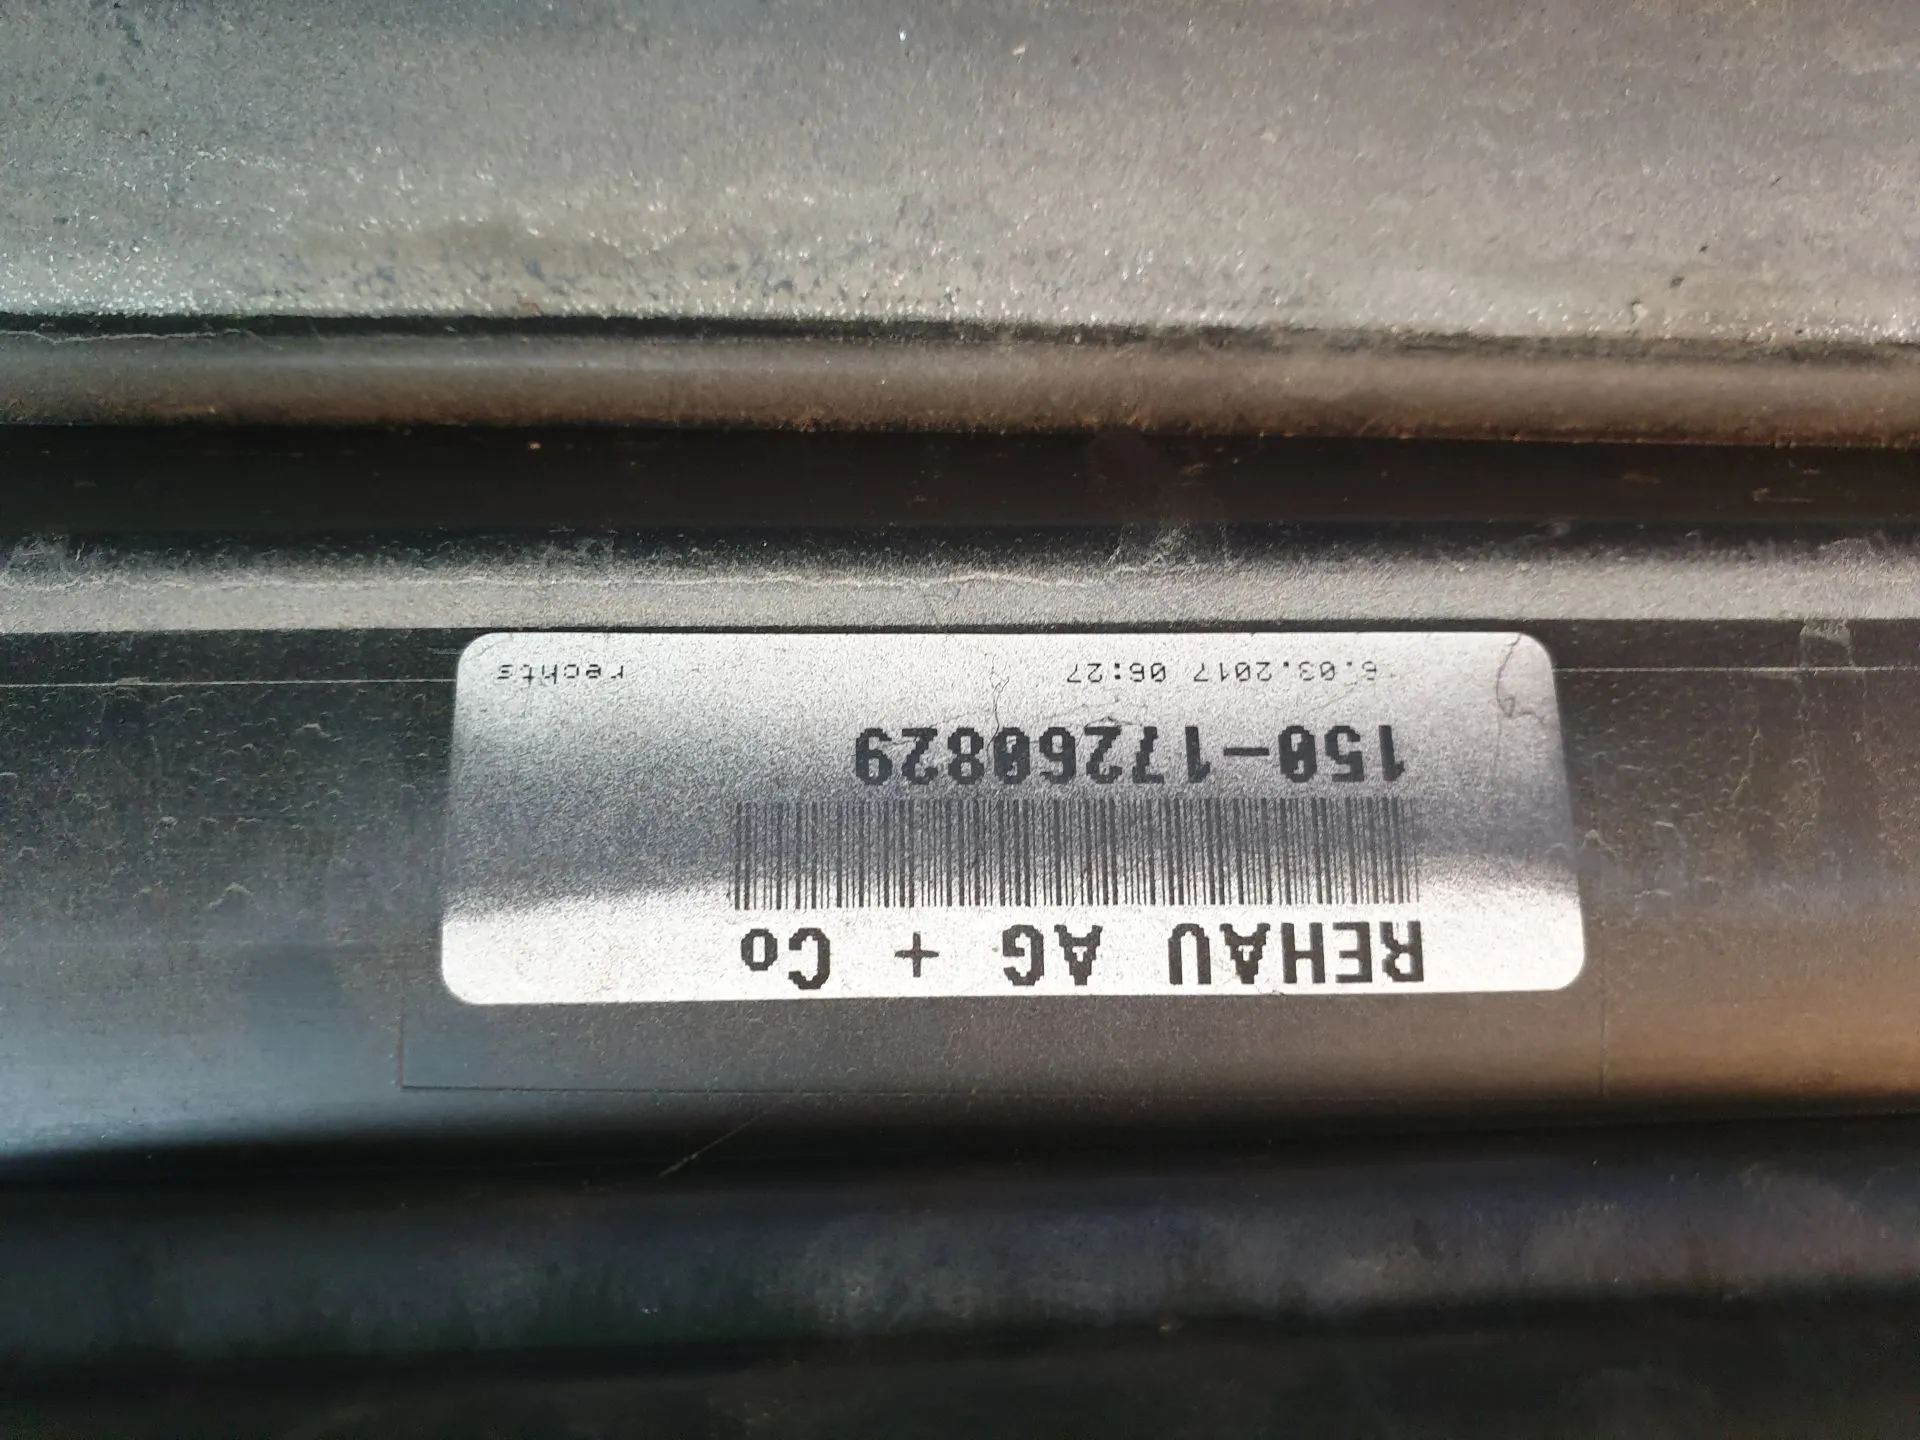 REHAU AG + Co
150-17260829
6.03.2017 06:27 rechts